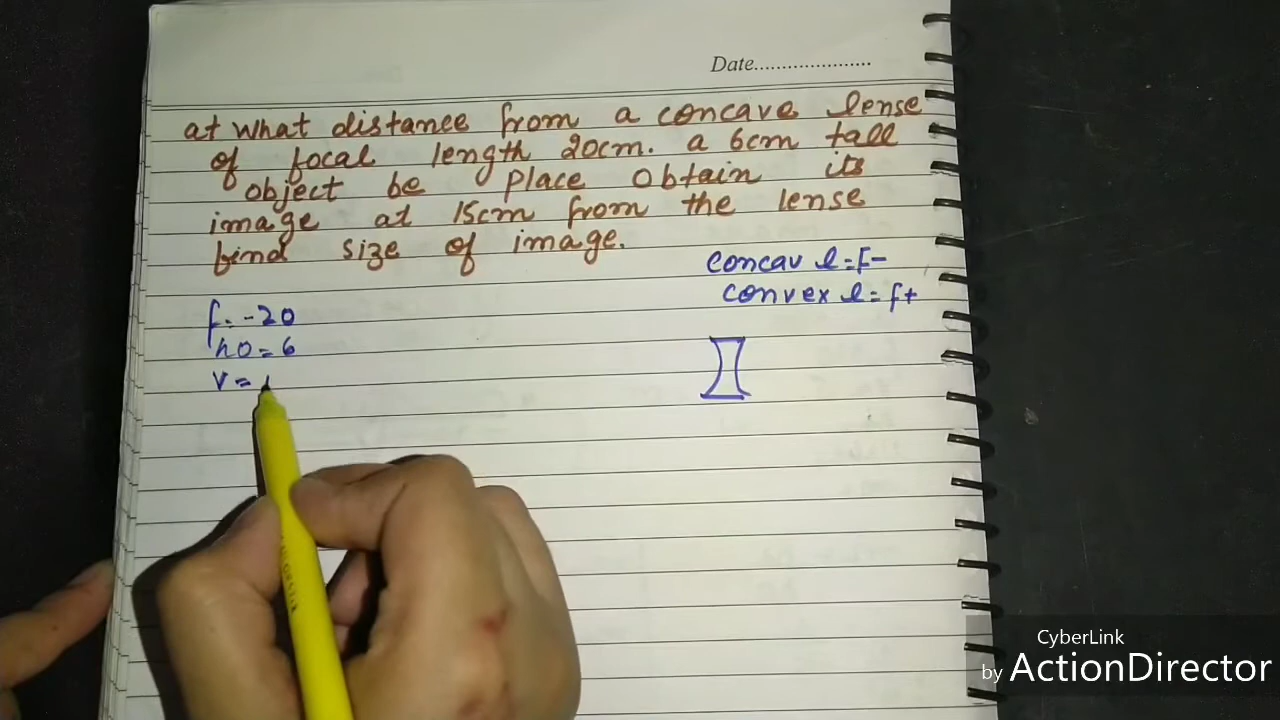 Date.....................
at what distance from a concave lense
of focal length 20cm. a 6cm tall
object be place obtain its
image at 15cm from the lense
find size of image.
concav l=F-
convex l=f+
f=-20
ho=6
v=
CyberLink
by ActionDirector